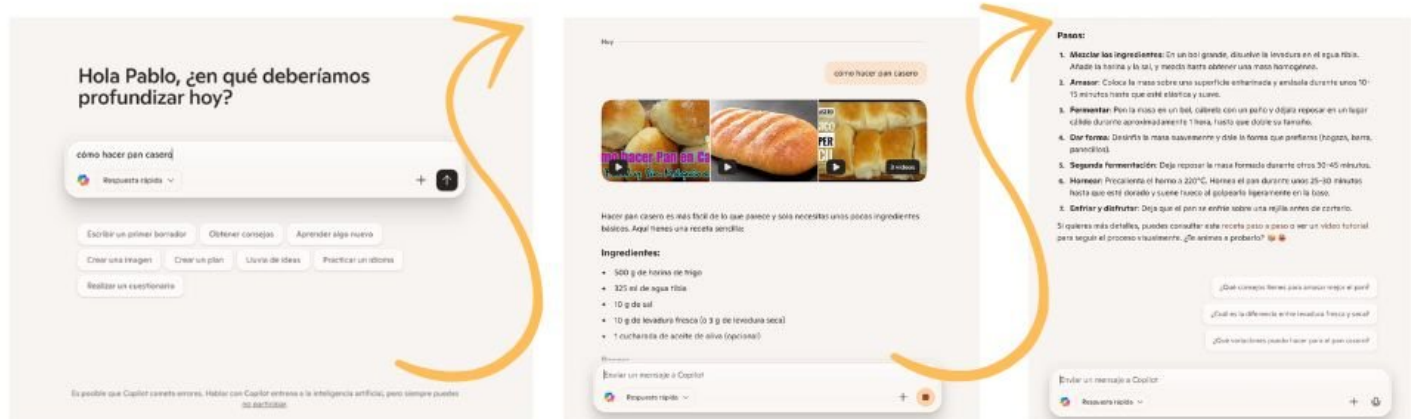 Hola Pablo, ¿en qué deberíamos
profundizar hoy?
cómo hacer pan casero
Respuesta rápida
Escribir un primer borrador
Obtener consejos
Aprender algo nuevo
Crear una imagen
Crear un plan
Lluvia de ideas
Practicar un idioma
Realizar un cuestionario
Es posible que Copilot cometa errores. Hablar con Copilot entrena a la inteligencia artificial, pero siempre puedes
no participar.
Hoy
cómo hacer pan casero
hacer Pan en
3 vídeos
Hacer pan casero es más fácil de lo que parece y solo necesitas unos pocos ingredientes
básicos. Aquí tienes una receta sencilla:
Ingredientes:
• 500 g de harina de trigo
• 325 ml de agua tibia
• 10 g de sal
• 10 g de levadura fresca (o 3 g de levadura seca)
• 1 cucharada de aceite de oliva (opcional)
Enviar un mensaje a Copilot
Respuesta rápida
Pasos:
1. Mezclar los ingredientes: En un bol grande, disuelve la levadura en el agua tibia.
Añade la harina y la sal, y mezcla hasta obtener una masa homogénea.
2. Amasar: Coloca la masa sobre una superficie enharinada y amásala durante unos 10-
15 minutos hasta que esté elástica y suave.
3. Fermentar: Pon la masa en un bol, cúbrela con un paño y déjala reposar en un lugar
cálido durante aproximadamente 1 hora, hasta que doble su tamaño.
4. Dar forma: Desinfla la masa suavemente y dale la forma que prefieras (hogaza, barra,
panecillos).
5. Segunda fermentación: Deja reposar la masa formada durante otros 30-45 minutos.
6. Hornear: Precalienta el horno a 220°C. Hornea el pan durante unos 25-30 minutos
hasta que esté dorado y suene hueco al golpearlo ligeramente en la base.
7. Enfriar y disfrutar: Deja que el pan se enfríe sobre una rejilla antes de cortarlo.
Si quieres más detalles, puedes consultar esta receta paso a paso o ver un video tutorial
para seguir el proceso visualmente. ¿Te animas a probarlo?
¿Qué consejos tienes para amasar mejor el pan?
¿Cuál es la diferencia entre levadura fresca y seca?
¿Qué variaciones puedo hacer para el pan casero?
Enviar un mensaje a Copilot
Respuesta rápida